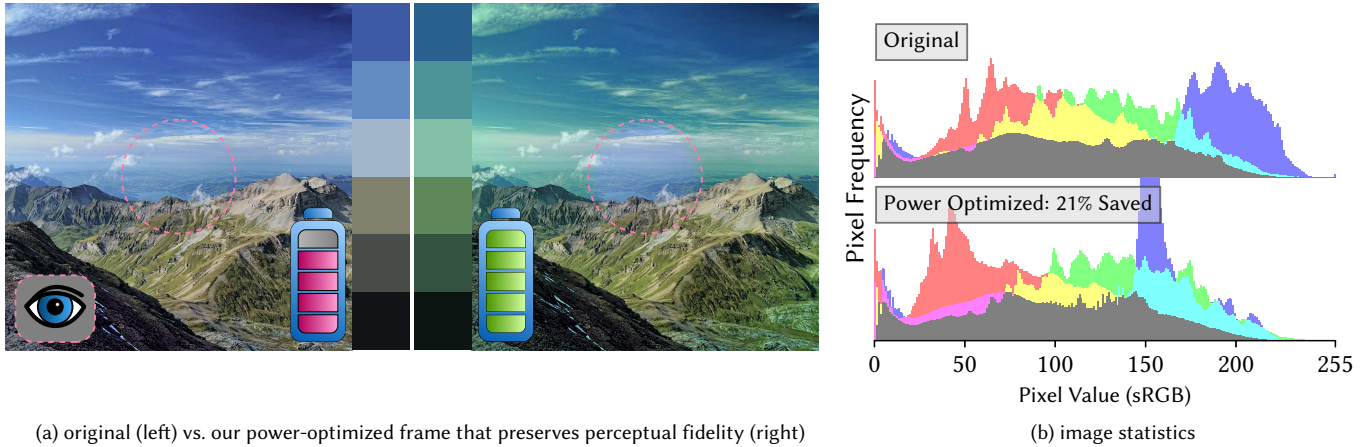 Original
Power Optimized: 21% Saved
Pixel Frequency
0 50 100 150 200 255
Pixel Value (sRGB)
(a) original (left) vs. our power-optimized frame that preserves perceptual fidelity (right)
(b) image statistics